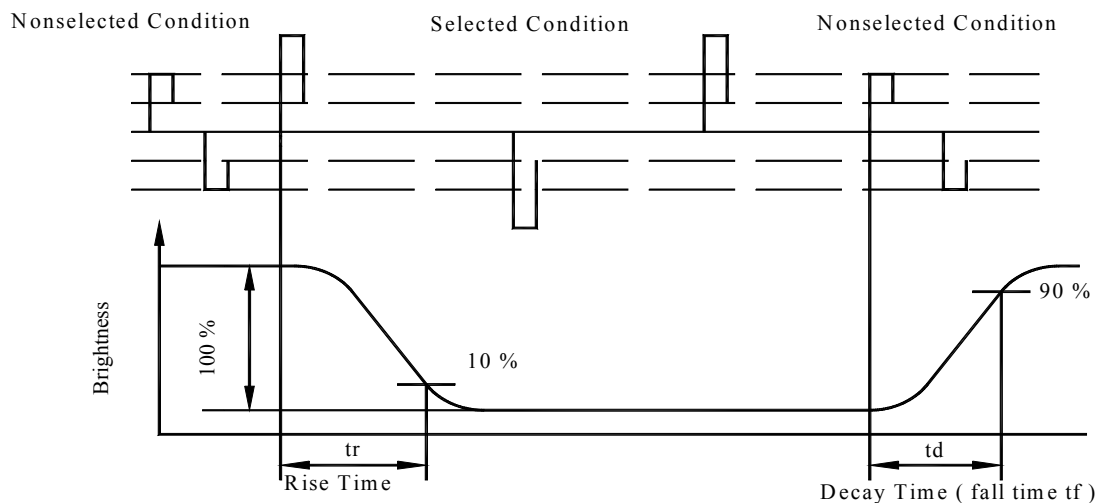 Nonselected Condition
Selected Condition
Nonselected Condition
Brightness
100 %
10 %
90 %
tr
Rise Time
td
Decay Time ( fall time tf )